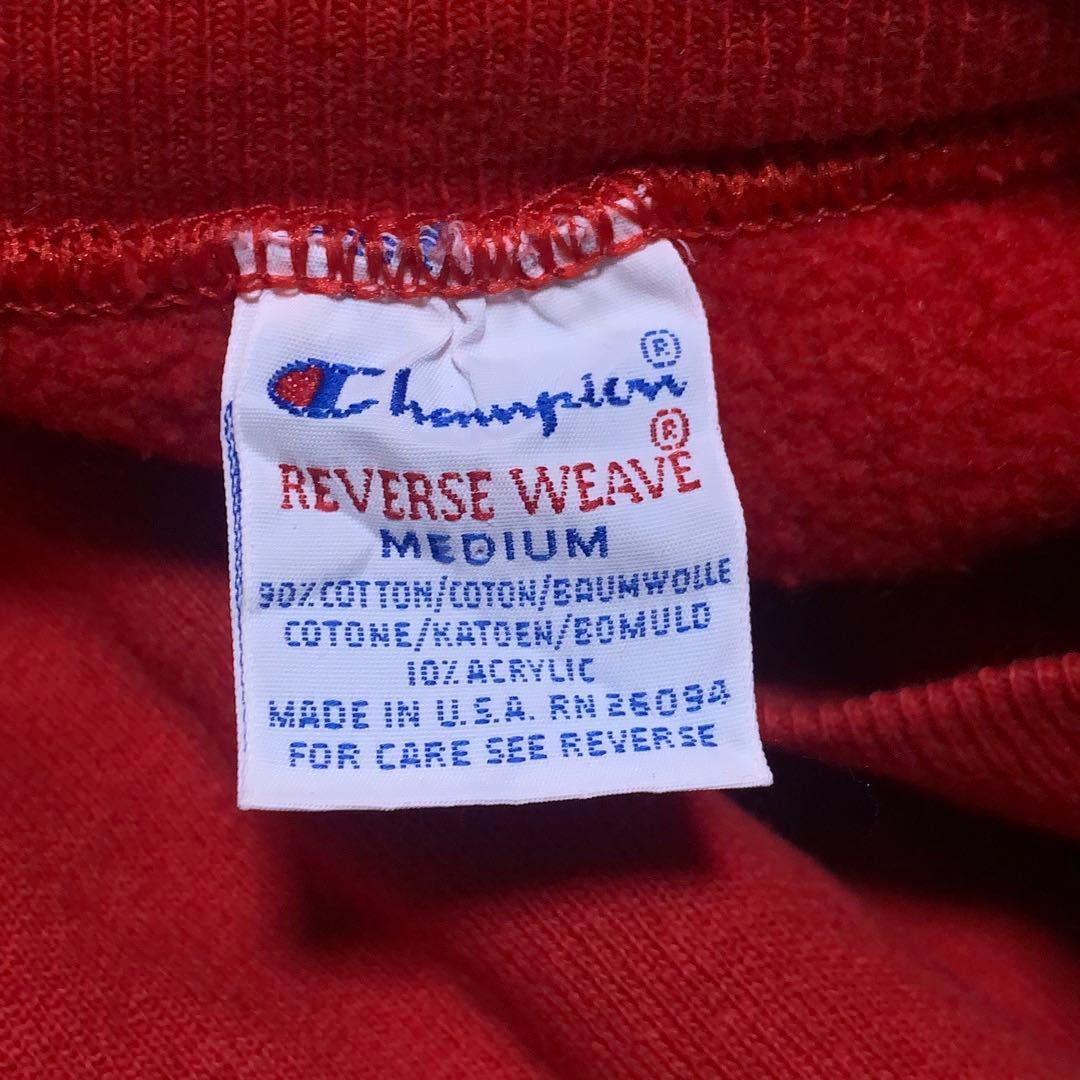 Champion®
REVERSE WEAVE®
MEDIUM
90% COTTON/COTON/BAUMWOLLE
COTONE/KATOEN/BOMULD
10% ACRYLIC
MADE IN U.S.A. RN 26094
FOR CARE SEE REVERSE